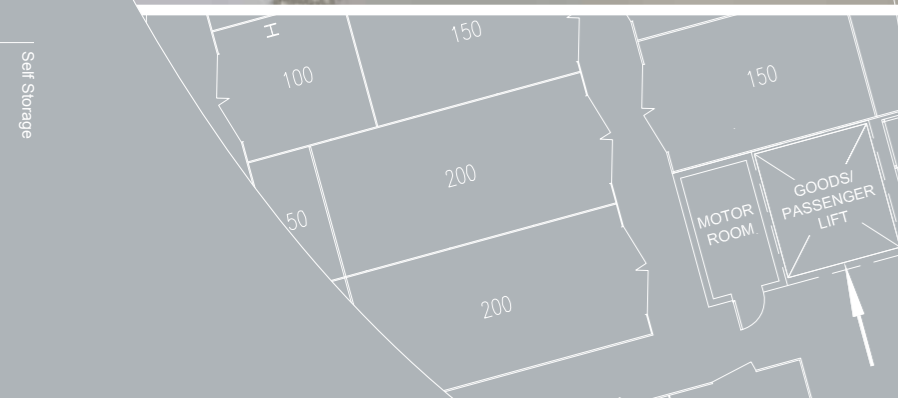 Self Storage
H
100
150
150
200
50
200
MOTOR
ROOM
GOODS/
PASSENGER
LIFT